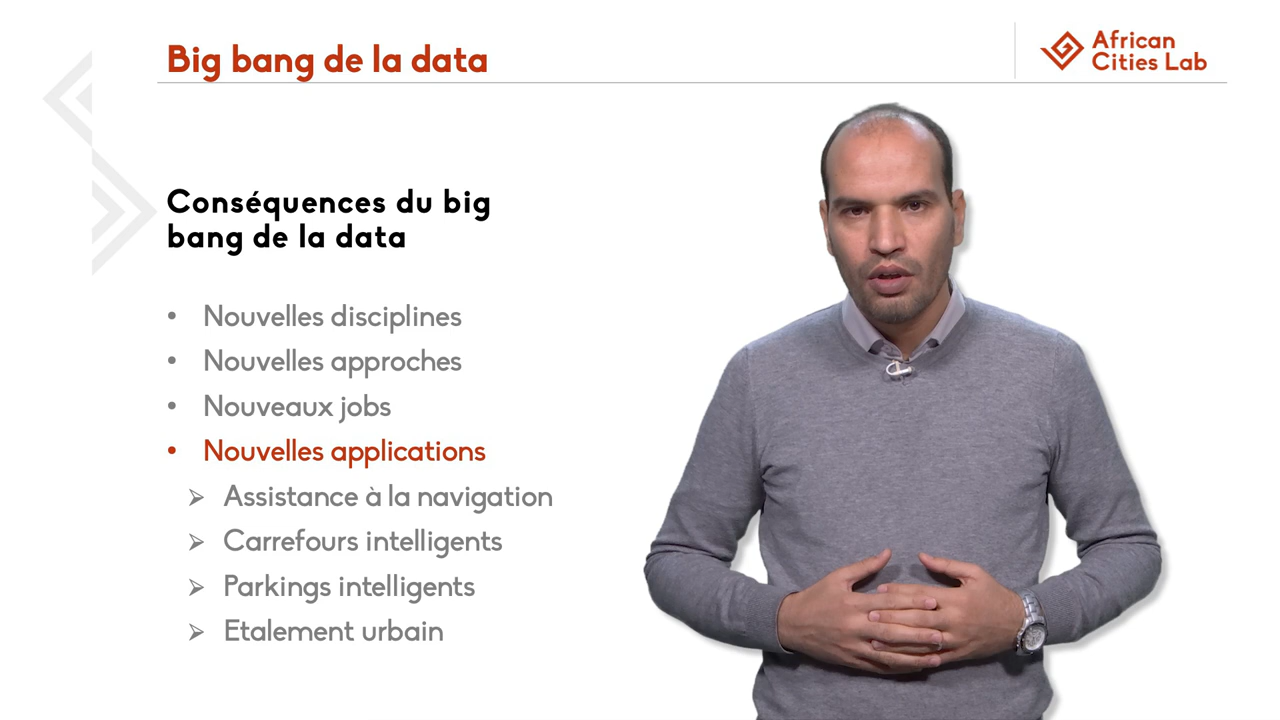 Big bang de la data
African
Cities Lab
Conséquences du big
bang de la data
• Nouvelles disciplines
• Nouvelles approches
• Nouveaux jobs
• Nouvelles applications
➢ Assistance à la navigation
➢ Carrefours intelligents
➢ Parkings intelligents
➢ Etalement urbain